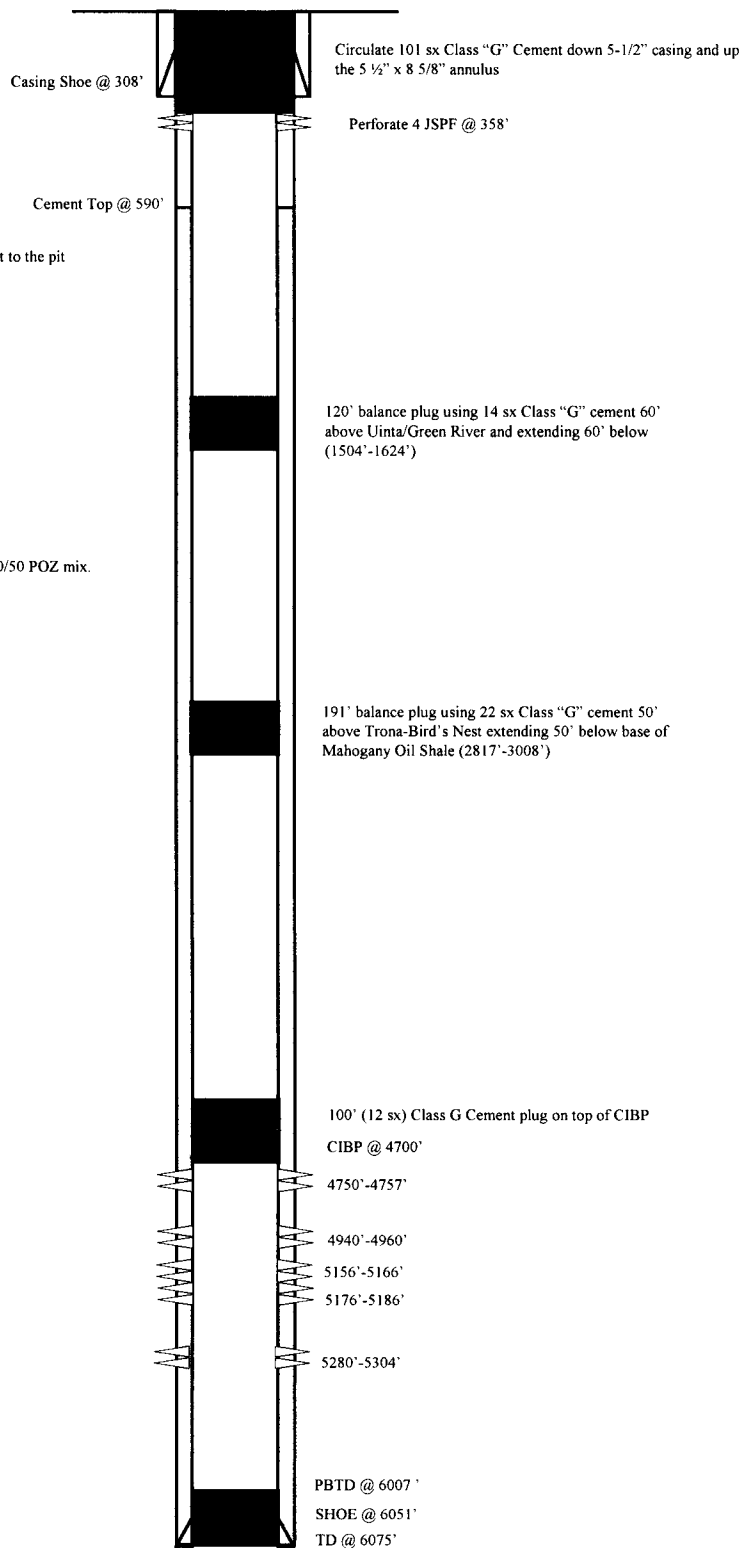 Circulate 101 sx Class “G” Cement down 5-1/2” casing and up
the 5 ½” x 8 5/8” annulus
Casing Shoe @ 308’
Perforate 4 JSPF @ 358’
Cement Top @ 590’
t to the pit
120’ balance plug using 14 sx Class “G” cement 60’
above Uinta/Green River and extending 60’ below
(1504’-1624’)
0/50 POZ mix.
191’ balance plug using 22 sx Class “G” cement 50’
above Trona-Bird’s Nest extending 50’ below base of
Mahogany Oil Shale (2817’-3008’)
100’ (12 sx) Class G Cement plug on top of CIBP
CIBP @ 4700’
4750’-4757’
4940’-4960’
5156’-5166’
5176’-5186’
5280’-5304’
PBTD @ 6007 ’
SHOE @ 6051’
TD @ 6075’